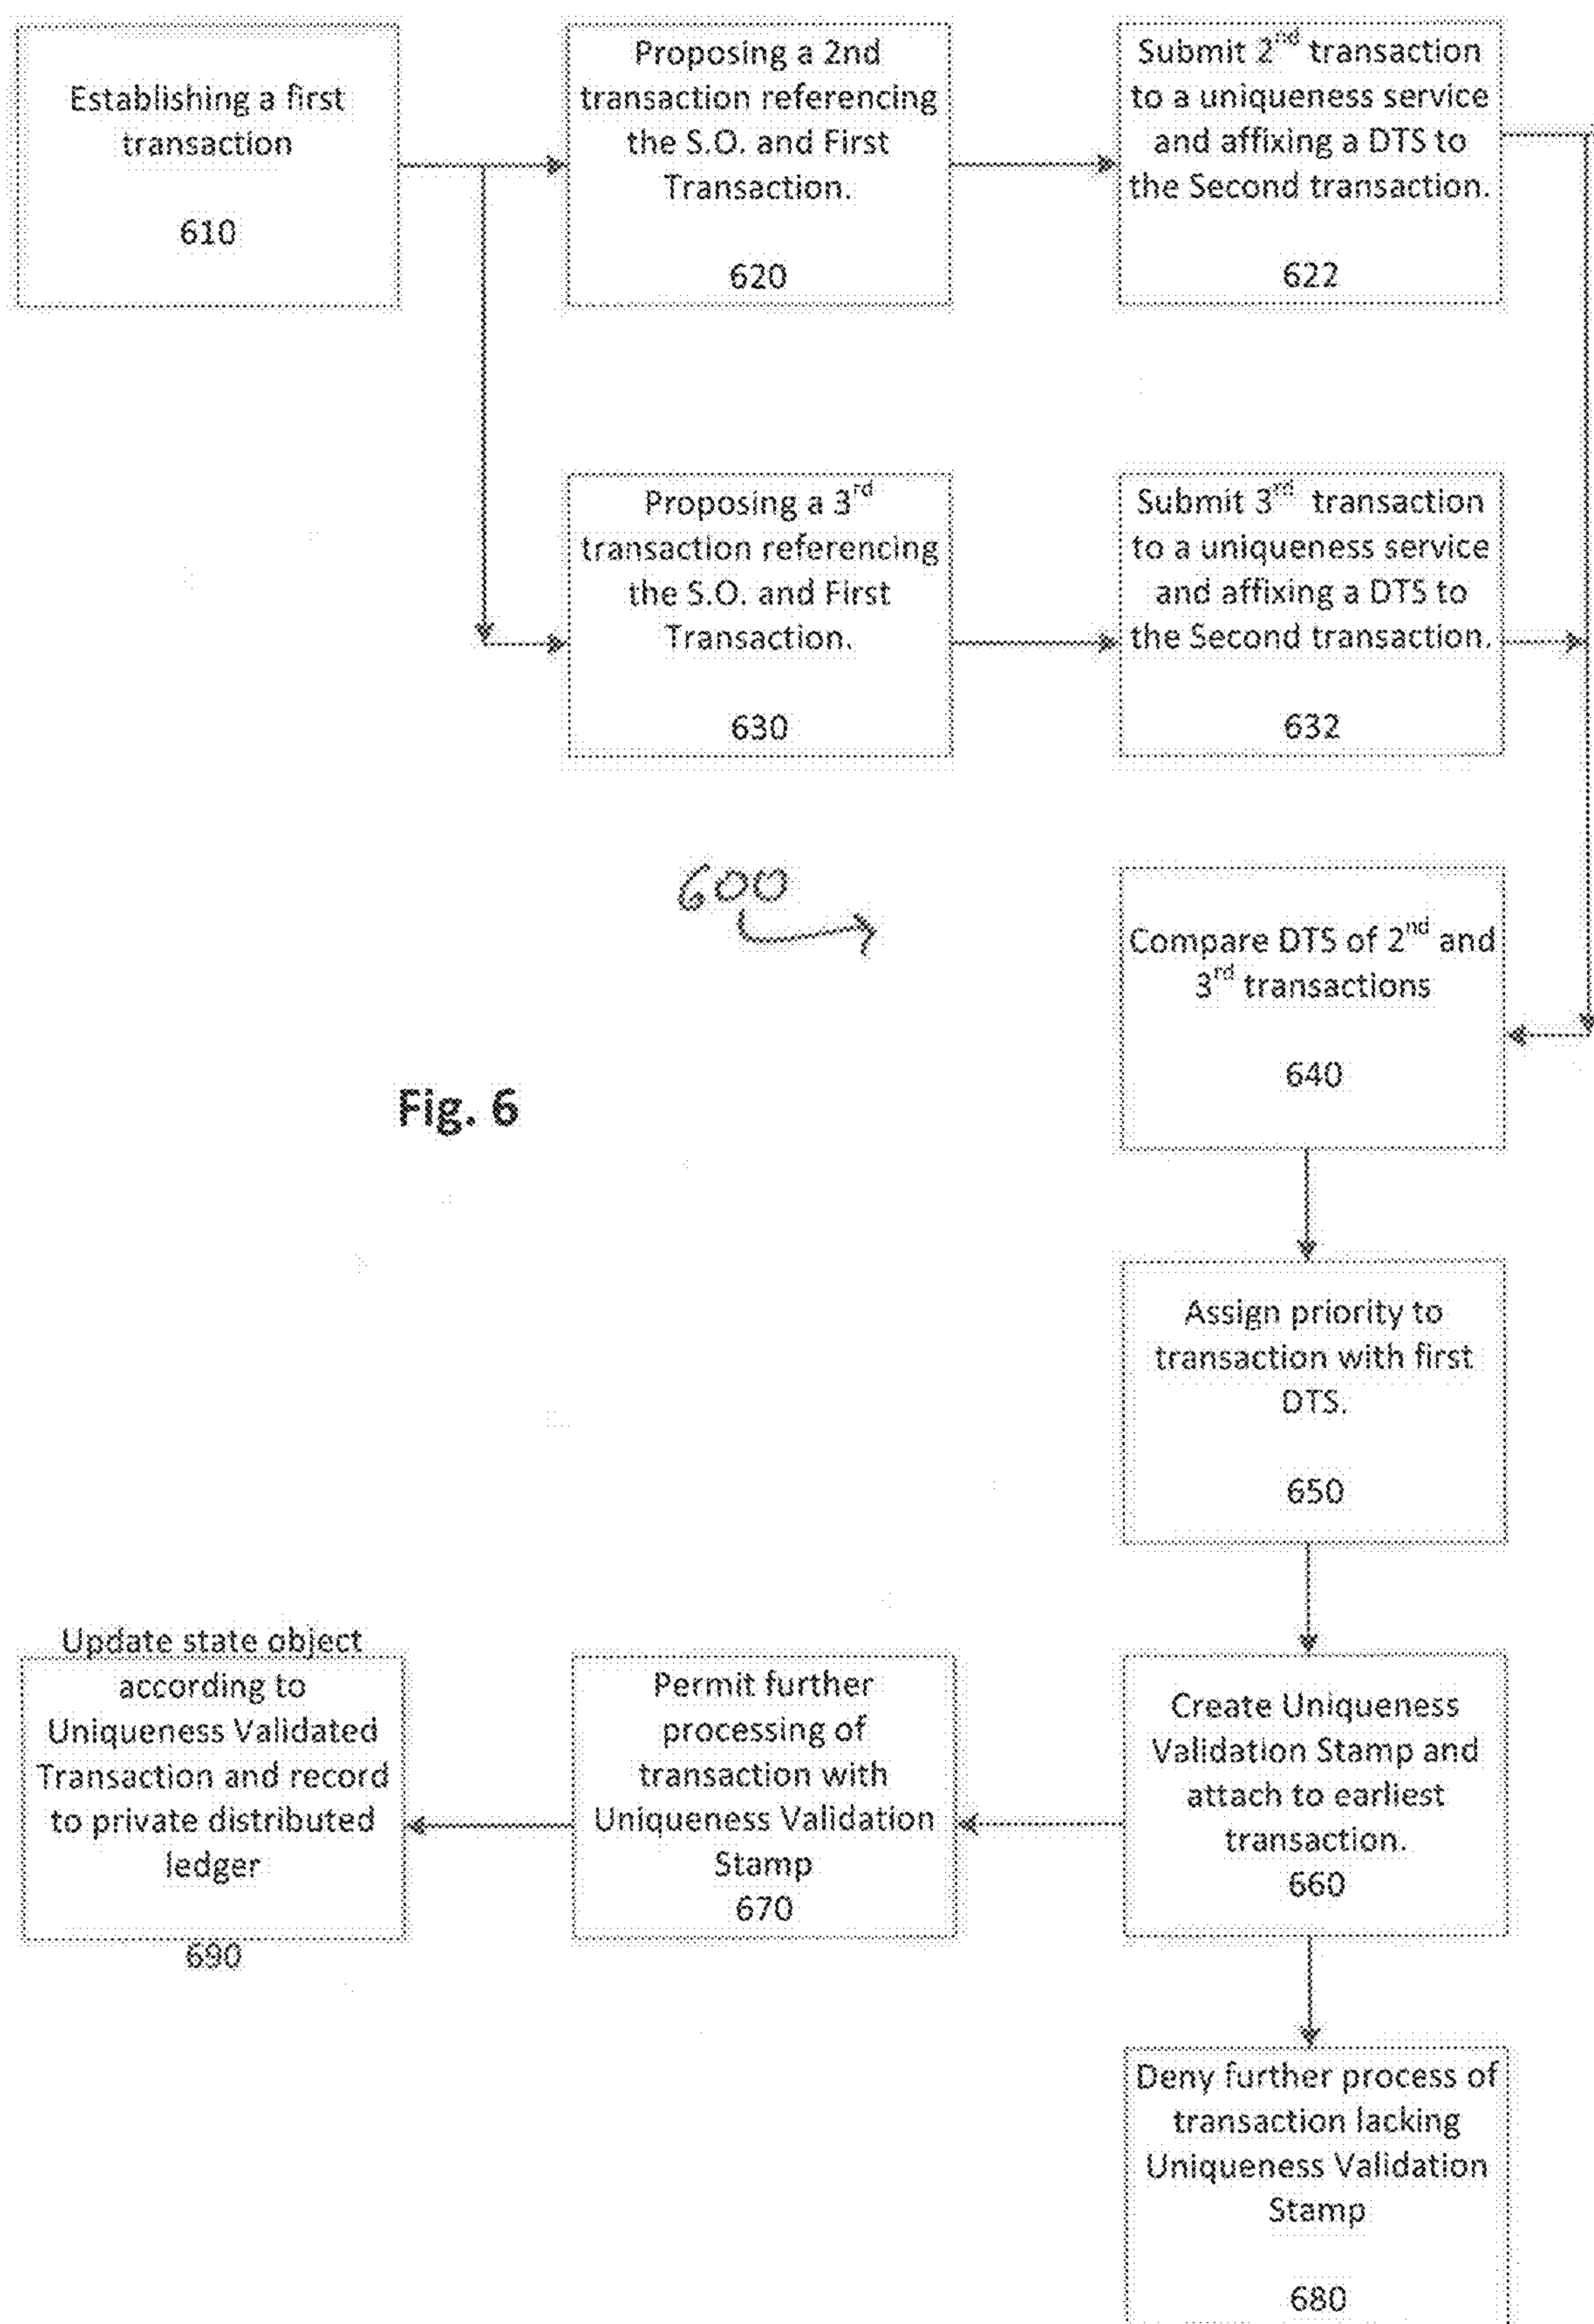 Establishing a first
transaction
610
Proposing a 2nd
transaction referencing
the S.O. and First
Transaction.
620
Submit 2nd transaction
to a uniqueness service
and affixing a DTS to
the Second transaction.
622
Proposing a 3rd
transaction referencing
the S.O. and First
Transaction.
630
Submit 3rd transaction
to a uniqueness service
and affixing a DTS to
the Second transaction.
632
600
Compare DTS of 2nd and
3rd transactions
640
Fig. 6
Assign priority to
transaction with first
DTS.
650
Create Uniqueness
Validation Stamp and
attach to earliest
transaction.
660
Permit further
processing of
transaction with
Uniqueness Validation
Stamp
670
Update state object
according to
Uniqueness Validated
Transaction and record
to private distributed
ledger
690
Deny further process of
transaction lacking
Uniqueness Validation
Stamp
680